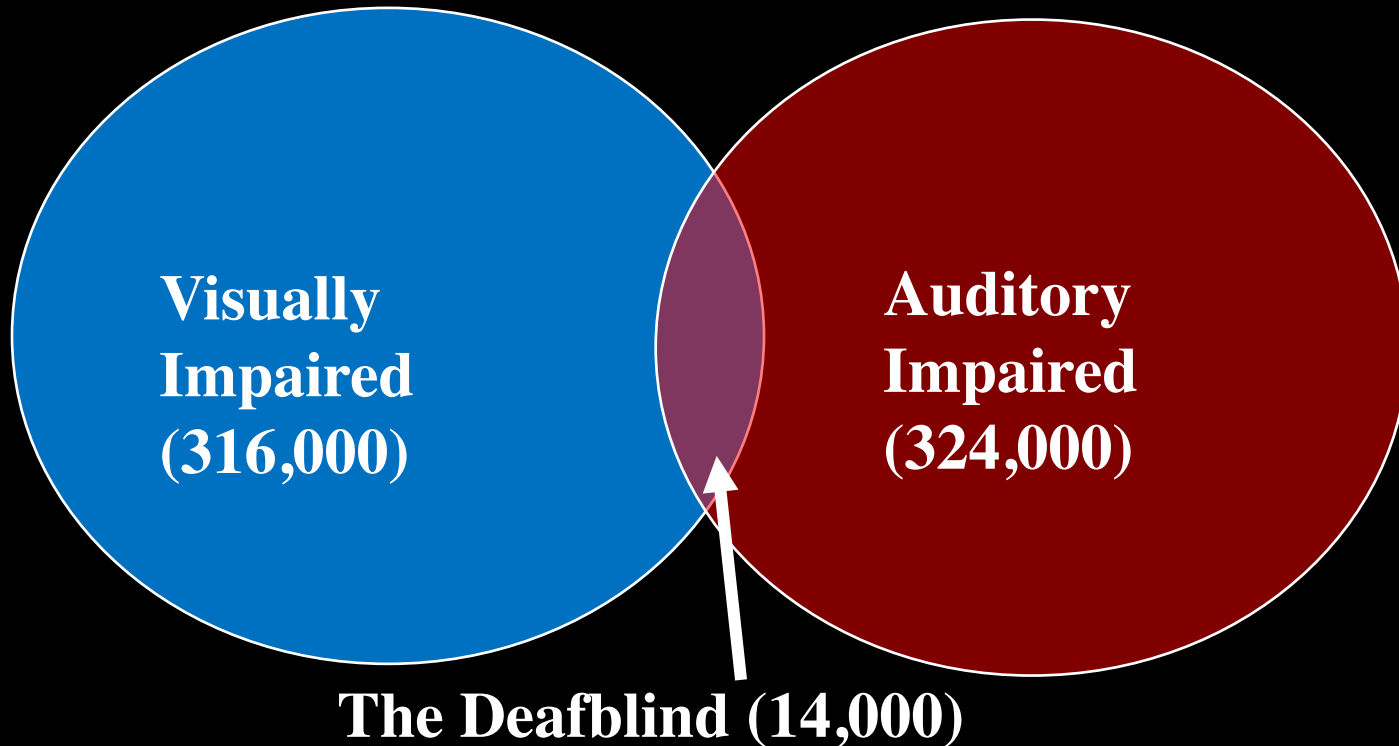 Visually
Impaired
(316,000)
Auditory
Impaired
(324,000)
The Deafblind (14,000)